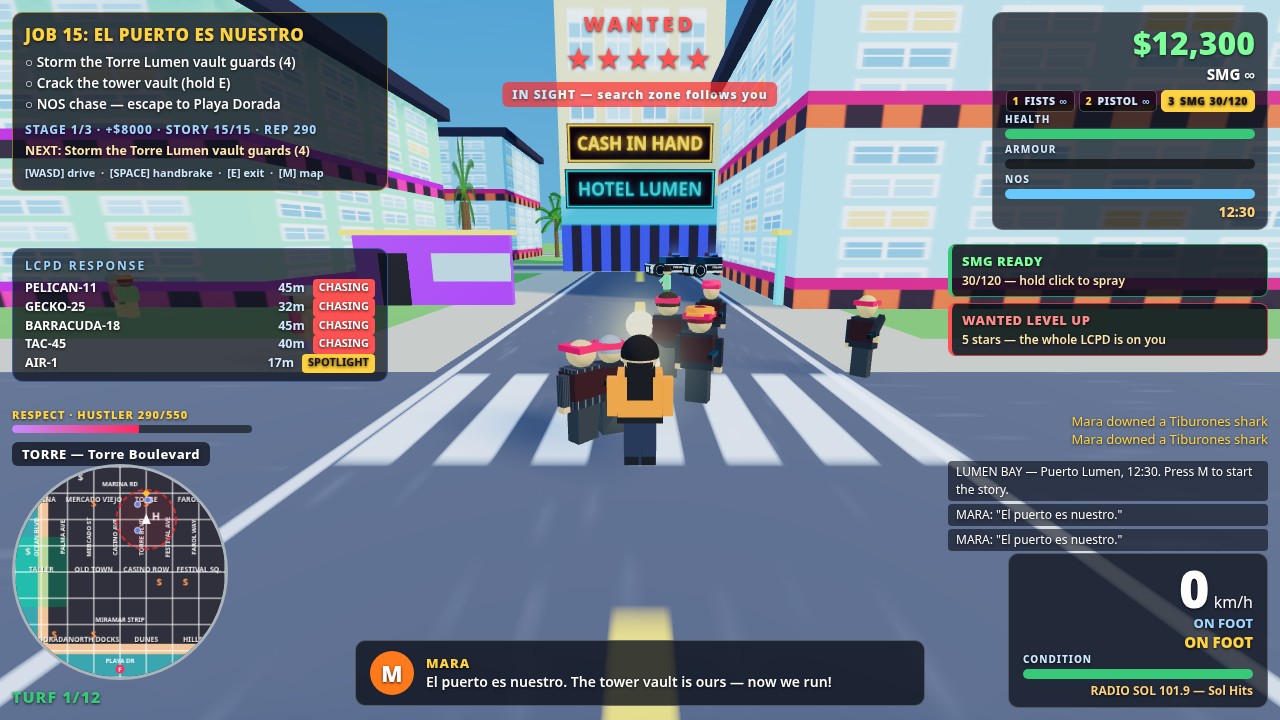 JOB 15: EL PUERTO ES NUESTRO
○ Storm the Torre Lumen vault guards (4)
○ Crack the tower vault (hold E)
○ NOS chase — escape to Playa Dorada
STAGE 1/3 · +$8000 · STORY 15/15 · REP 290
NEXT: Storm the Torre Lumen vault guards (4)
[WASD] drive · [SPACE] handbrake · [E] exit · [M] map
WANTED
★ ★ ★ ★ ★
IN SIGHT — search zone follows you
CASH IN HAND
HOTEL LUMEN
$12,300
SMG ∞
1 FISTS ∞ 2 PISTOL ∞ 3 SMG 30/120
HEALTH
ARMOUR
NOS
12:30
LCPD RESPONSE
PELICAN-11 45m CHASING
GECKO-25 32m CHASING
BARRACUDA-18 45m CHASING
TAC-45 40m CHASING
AIR-1 17m SPOTLIGHT
SMG READY
30/120 — hold click to spray
WANTED LEVEL UP
5 stars — the whole LCPD is on you
RESPECT · HUSTLER 290/550
TORRE — Torre Boulevard
MARINA RD
MERCADO VIEJO
OCEAN BLVD
PALMA AVE
MERCADO ST
FESTIVAL AVE
FAROL WAY
H
OLD TOWN
CASINO ROW
FESTIVAL SQ
MIRAMAR STRIP
NORTH DOCKS
DUNES
PLAYA DR
TURF 1/12
Mara downed a Tiburones shark
Mara downed a Tiburones shark
LUMEN BAY — Puerto Lumen, 12:30. Press M to start
the story.
MARA: "El puerto es nuestro."
MARA: "El puerto es nuestro."
M
MARA
El puerto es nuestro. The tower vault is ours — now we run!
0 km/h
ON FOOT
ON FOOT
CONDITION
RADIO SOL 101.9 — Sol Hits